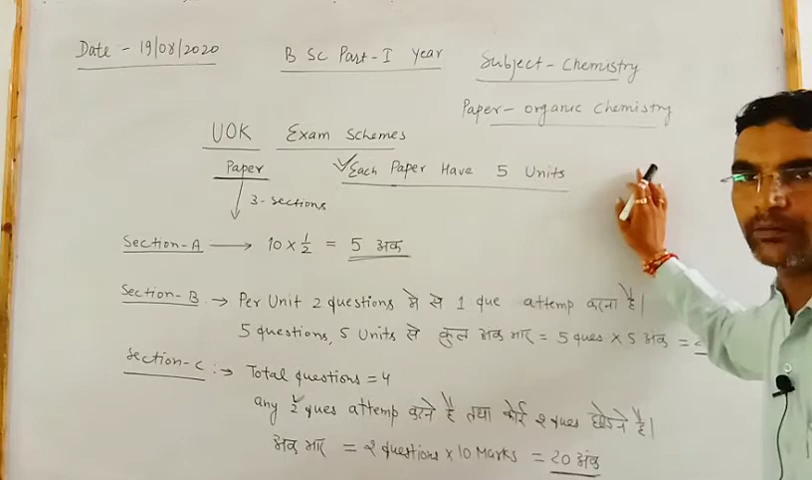 Date - 19/08/2020
B Sc Part-I Year
Subject - Chemistry
Paper - organic Chemistry
UOK Exam Schemes
Paper
Each Paper Have 5 Units
3-sections
Section-A → 10 × 1/2 = 5 अंक
Section-B → Per Unit 2 questions में से 1 que attemp करना है।
5 questions, 5 Units से कुल अंक भार = 5 ques × 5 अंक =
Section-C :→ Total questions = 4
any 2 ques attemp करने है तथा कोई 2 ques छोडने है।
अंक भार = 2 questions × 10 Marks = 20 अंक